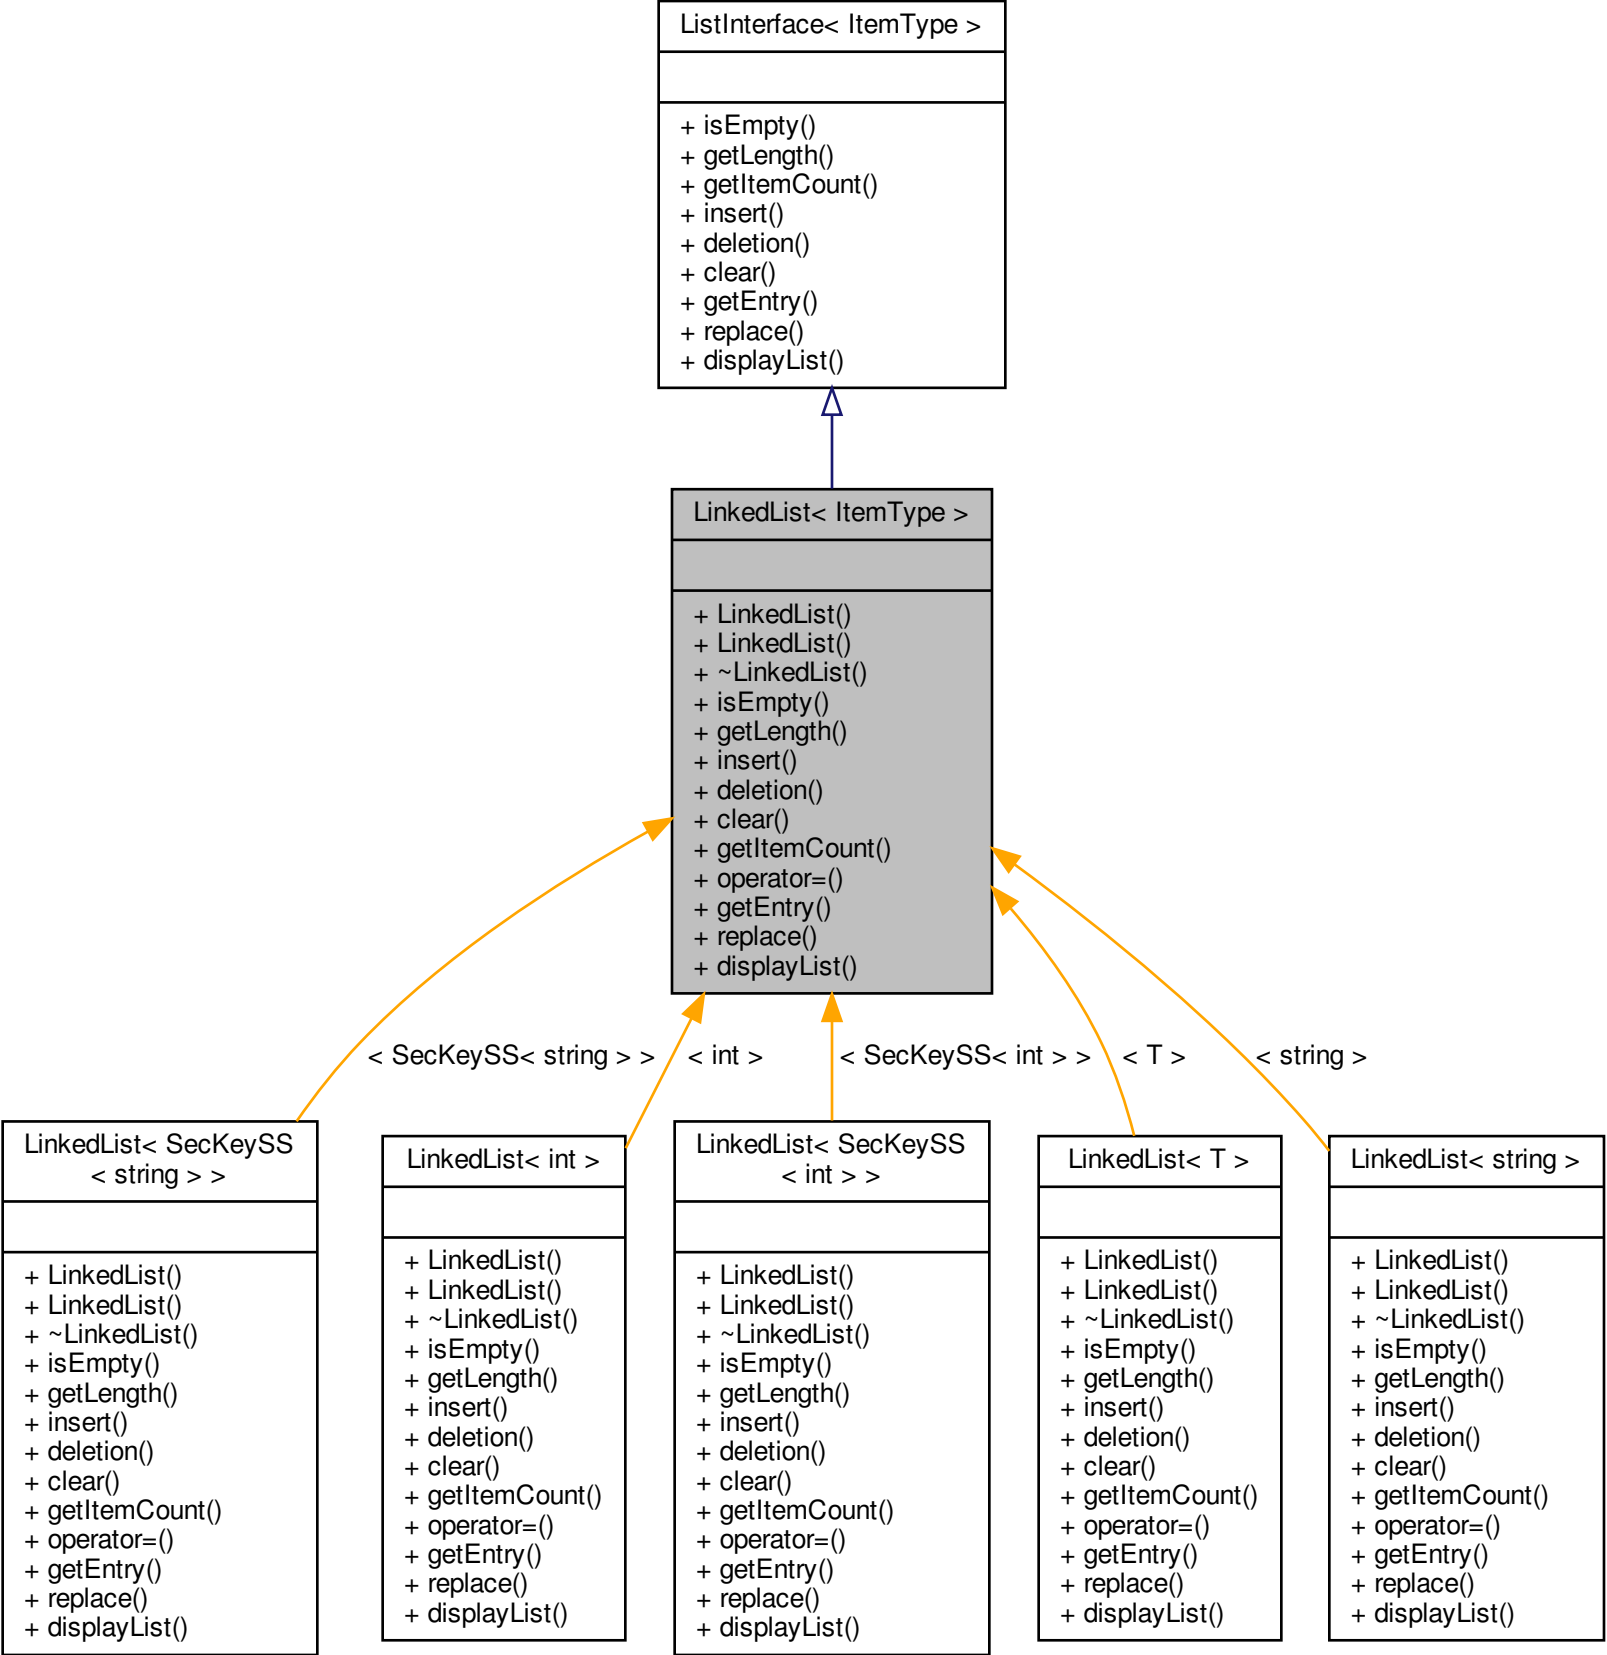 ListInterface< ItemType >
+ isEmpty()
+ getLength()
+ getItemCount()
+ insert()
+ deletion()
+ clear()
+ getEntry()
+ replace()
+ displayList()
LinkedList< ItemType >
+ LinkedList()
+ LinkedList()
+ ~LinkedList()
+ isEmpty()
+ getLength()
+ insert()
+ deletion()
+ clear()
+ getItemCount()
+ operator=()
+ getEntry()
+ replace()
+ displayList()
< SecKeySS< string > >
< int >
< SecKeySS< int > >
< T >
< string >
LinkedList< SecKeySS
< string > >
+ LinkedList()
+ LinkedList()
+ ~LinkedList()
+ isEmpty()
+ getLength()
+ insert()
+ deletion()
+ clear()
+ getItemCount()
+ operator=()
+ getEntry()
+ replace()
+ displayList()
LinkedList< int >
+ LinkedList()
+ LinkedList()
+ ~LinkedList()
+ isEmpty()
+ getLength()
+ insert()
+ deletion()
+ clear()
+ getItemCount()
+ operator=()
+ getEntry()
+ replace()
+ displayList()
LinkedList< SecKeySS
< int > >
+ LinkedList()
+ LinkedList()
+ ~LinkedList()
+ isEmpty()
+ getLength()
+ insert()
+ deletion()
+ clear()
+ getItemCount()
+ operator=()
+ getEntry()
+ replace()
+ displayList()
LinkedList< T >
+ LinkedList()
+ LinkedList()
+ ~LinkedList()
+ isEmpty()
+ getLength()
+ insert()
+ deletion()
+ clear()
+ getItemCount()
+ operator=()
+ getEntry()
+ replace()
+ displayList()
LinkedList< string >
+ LinkedList()
+ LinkedList()
+ ~LinkedList()
+ isEmpty()
+ getLength()
+ insert()
+ deletion()
+ clear()
+ getItemCount()
+ operator=()
+ getEntry()
+ replace()
+ displayList()